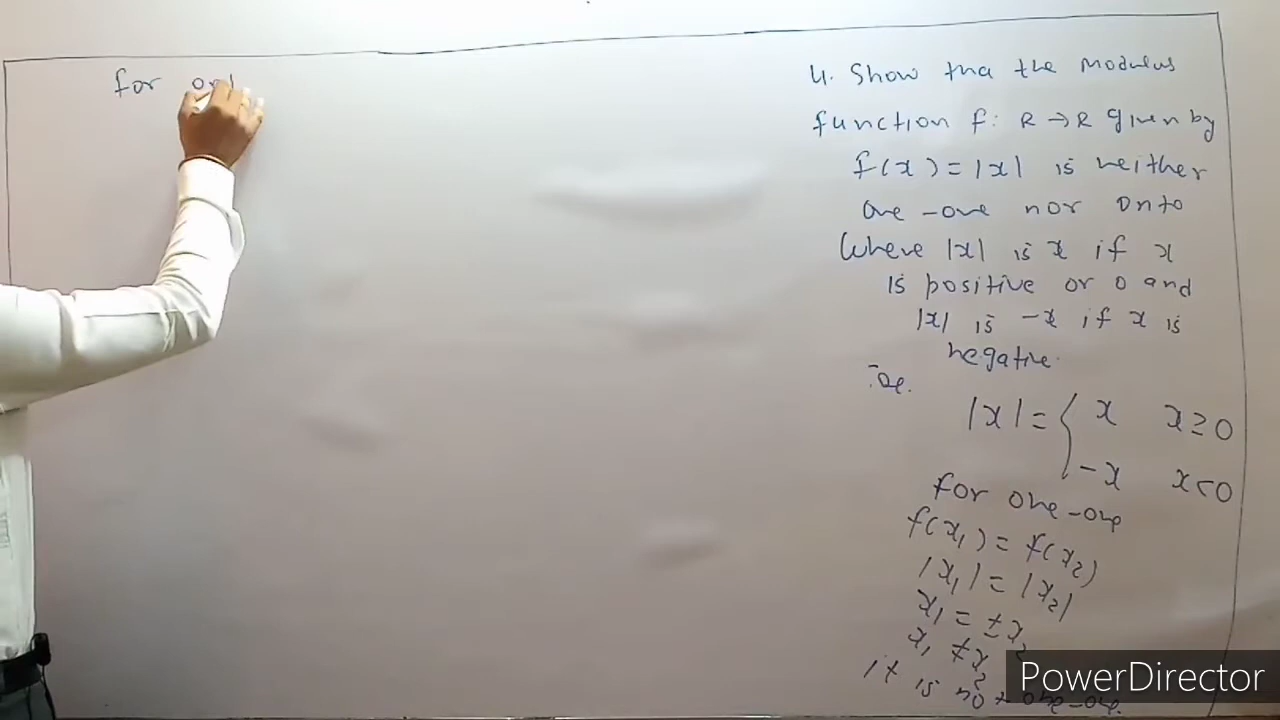 for on
4. Show tha the Modulus
function f: R→R given by
f(x)=|x| is neither
one-one nor onto
Where |x| is x if x
is positive or 0 and
|x| is -x if x is
negative.
ie.
|x| = { x x≥0
-x x<0
for one-one
f(x₁) = f(x₂)
|x₁| = |x₂|
x₁ = ±x₂
x₁ ≠ x₂
it is not one-one.
PowerDirector